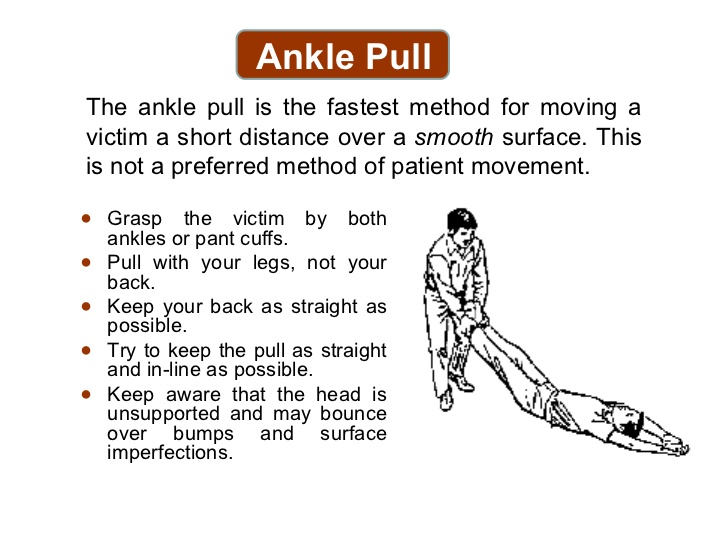 Ankle Pull
The ankle pull is the fastest method for moving a
victim a short distance over a smooth surface. This
is not a preferred method of patient movement.
• Grasp the victim by both
ankles or pant cuffs.
• Pull with your legs, not your
back.
• Keep your back as straight as
possible.
• Try to keep the pull as straight
and in-line as possible.
• Keep aware that the head is
unsupported and may bounce
over bumps and surface
imperfections.